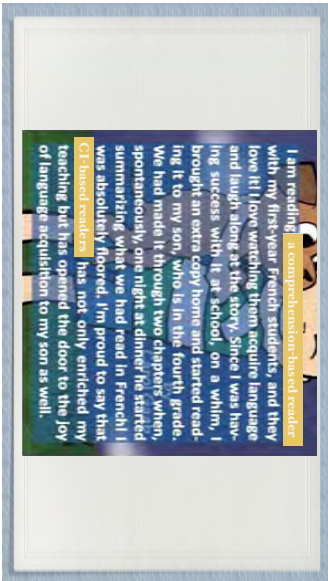 I am reading a comprehension-based reader
with my first-year French students, and they
love it! I love watching them acquire language
and laugh along at the story. Since I was hav-
ing success with it at school, on a whim, I
brought an extra copy home and started read-
ing it to my son, who is in the fourth grade.
We had made it through two chapters when,
spontaneously, one night at dinner he started
summarizing what we had read in French! I
was absolutely floored. I'm proud to say that
CI-based readers has not only enriched my
teaching but has opened the door to the joy
of language acquisition to my son as well.